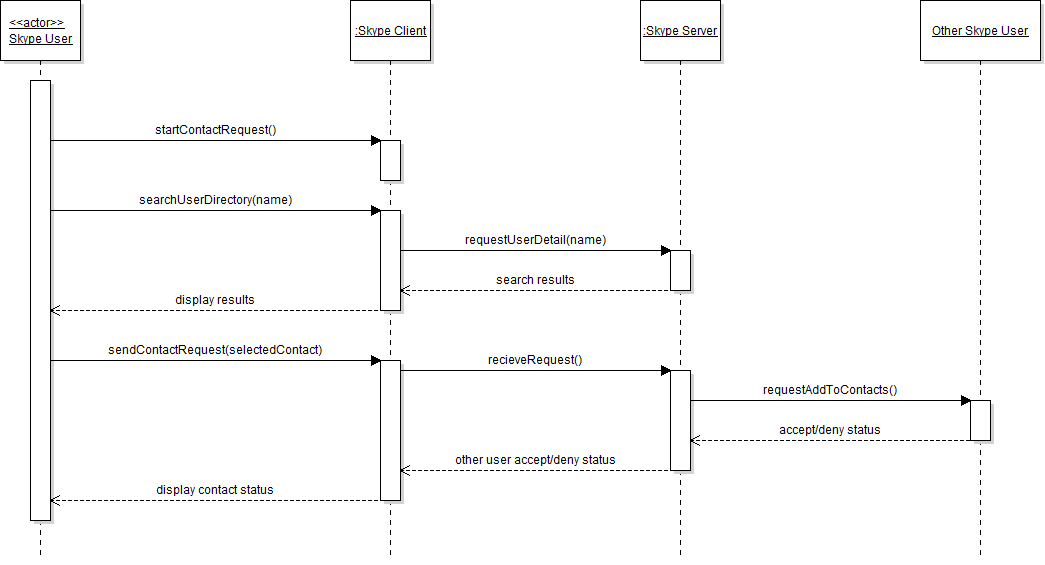 <<actor>>
Skype User
:Skype Client
:Skype Server
Other Skype User
startContactRequest()
searchUserDirectory(name)
requestUserDetail(name)
search results
display results
sendContactRequest(selectedContact)
recieveRequest()
requestAddToContacts()
accept/deny status
other user accept/deny status
display contact status